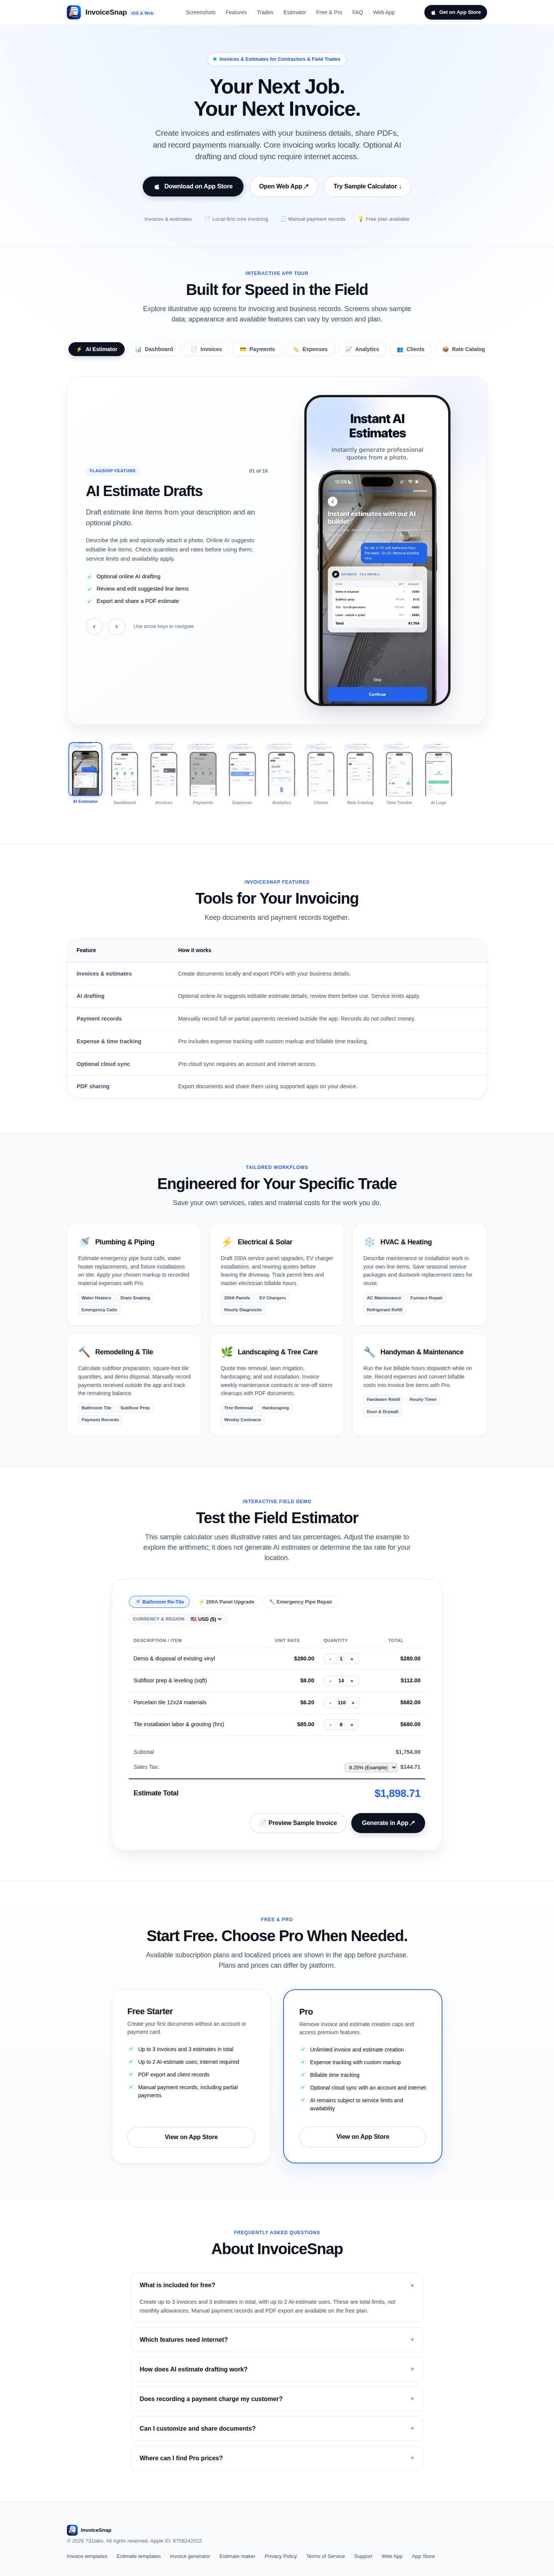 InvoiceSnap iOS & Web
Screenshots Features Trades Estimator Free & Pro FAQ Web App
Get on App Store
Invoices & Estimates for Contractors & Field Trades
Your Next Job.
Your Next Invoice.
Create invoices and estimates with your business details, share PDFs,
and record payments manually. Core invoicing works locally. Optional AI
drafting and cloud sync require internet access.
Download on App Store
Open Web App ↗
Try Sample Calculator ↓
Invoices & estimates
Local-first core invoicing
Manual payment records
Free plan available
INTERACTIVE APP TOUR
Built for Speed in the Field
Explore illustrative app screens for invoicing and business records. Screens show sample
data; appearance and available features can vary by version and plan.
AI Estimator Dashboard Invoices Payments Expenses Analytics Clients Rate Catalog
FLAGSHIP FEATURE
01 of 10
AI Estimate Drafts
Draft estimate line items from your description and an
optional photo.
Describe the job and optionally attach a photo. Online AI suggests
editable line items. Check quantities and rates before using them;
service limits and availability apply.
Optional online AI drafting
Review and edit suggested line items
Export and share a PDF estimate
‹ › Use arrow keys to navigate
Instant AI
Estimates
Instantly generate professional
quotes from a photo.
Instant estimates with our AI
builder
Total $1,754
Skip
Continue
AI Estimator Dashboard Invoices Payments Expenses Analytics Clients Rate Catalog Time Tracker AI Logo
INVOICESNAP FEATURES
Tools for Your Invoicing
Keep documents and payment records together.
Feature How it works
Invoices & estimates Create documents locally and export PDFs with your business details.
AI drafting Optional online AI suggests editable estimate details; review them before use. Service limits apply.
Payment records Manually record full or partial payments received outside the app. Records do not collect money.
Expense & time tracking Pro includes expense tracking with custom markup and billable time tracking.
Optional cloud sync Pro cloud sync requires an account and internet access.
PDF sharing Export documents and share them using supported apps on your device.
TAILORED WORKFLOWS
Engineered for Your Specific Trade
Save your own services, rates and material costs for the work you do.
Plumbing & Piping
Estimate emergency pipe burst calls, water
heater replacements, and fixture installations
on site. Apply your chosen markup to recorded
material expenses with Pro.
Water Heaters Drain Snaking
Emergency Calls
Electrical & Solar
Draft 200A service panel upgrades, EV charger
installations, and rewiring quotes before
leaving the driveway. Track permit fees and
master electrician billable hours.
200A Panels EV Chargers
Hourly Diagnostic
HVAC & Heating
Describe maintenance or installation work in
your own line items. Save seasonal service
packages and ductwork replacement rates for
reuse.
AC Maintenance Furnace Repair
Refrigerant Refill
Remodeling & Tile
Calculate subfloor preparation, square-foot tile
quantities, and demo disposal. Manually record
payments received outside the app and track
the remaining balance.
Bathroom Tile Subfloor Prep
Payment Records
Landscaping & Tree Care
Quote tree removal, lawn irrigation,
hardscaping, and sod installation. Invoice
weekly maintenance contracts or one-off storm
cleanups with PDF documents.
Tree Removal Hardscaping
Weekly Contracts
Handyman & Maintenance
Run the live billable hours stopwatch while on
site. Record expenses and convert billable
costs into invoice line items with Pro.
Hardware Rebill Hourly Timer
Door & Drywall
INTERACTIVE FIELD DEMO
Test the Field Estimator
This sample calculator uses illustrative rates and tax percentages. Adjust the example to
explore the arithmetic; it does not generate AI estimates or determine the tax rate for your
location.
Bathroom Re-Tile 200A Panel Upgrade Emergency Pipe Repair
CURRENCY & REGION: USD ($)
DESCRIPTION / ITEM UNIT RATE QUANTITY TOTAL
Demo & disposal of existing vinyl $280.00 - 1 + $280.00
Subfloor prep & leveling (sqft) $8.00 - 14 + $112.00
Porcelain tile 12x24 materials $6.20 - 110 + $682.00
Tile installation labor & grouting (hrs) $85.00 - 8 + $680.00
Subtotal $1,754.00
Sales Tax: 8.25% (Example) $144.71
Estimate Total $1,898.71
Preview Sample Invoice
Generate in App ↗
FREE & PRO
Start Free. Choose Pro When Needed.
Available subscription plans and localized prices are shown in the app before purchase.
Plans and prices can differ by platform.
Free Starter
Create your first documents without an account or
payment card.
Up to 3 invoices and 3 estimates in total
Up to 2 AI-estimate uses; internet required
PDF export and client records
Manual payment records, including partial
payments
View on App Store
Pro
Remove invoice and estimate creation caps and
access premium features.
Unlimited invoice and estimate creation
Expense tracking with custom markup
Billable time tracking
Optional cloud sync with an account and internet
AI remains subject to service limits and
availability
View on App Store
FREQUENTLY ASKED QUESTIONS
About InvoiceSnap
What is included for free?
Create up to 3 invoices and 3 estimates in total, with up to 2 AI-estimate uses. These are total limits, not
monthly allowances. Manual payment records and PDF export are available on the free plan.
Which features need internet? +
How does AI estimate drafting work? +
Does recording a payment charge my customer? +
Can I customize and share documents? +
Where can I find Pro prices? +
InvoiceSnap
© 2026 731labs. All rights reserved. Apple ID: 6759242022
Invoice templates Estimate templates Invoice generator Estimate maker Privacy Policy Terms of Service Support Web App App Store